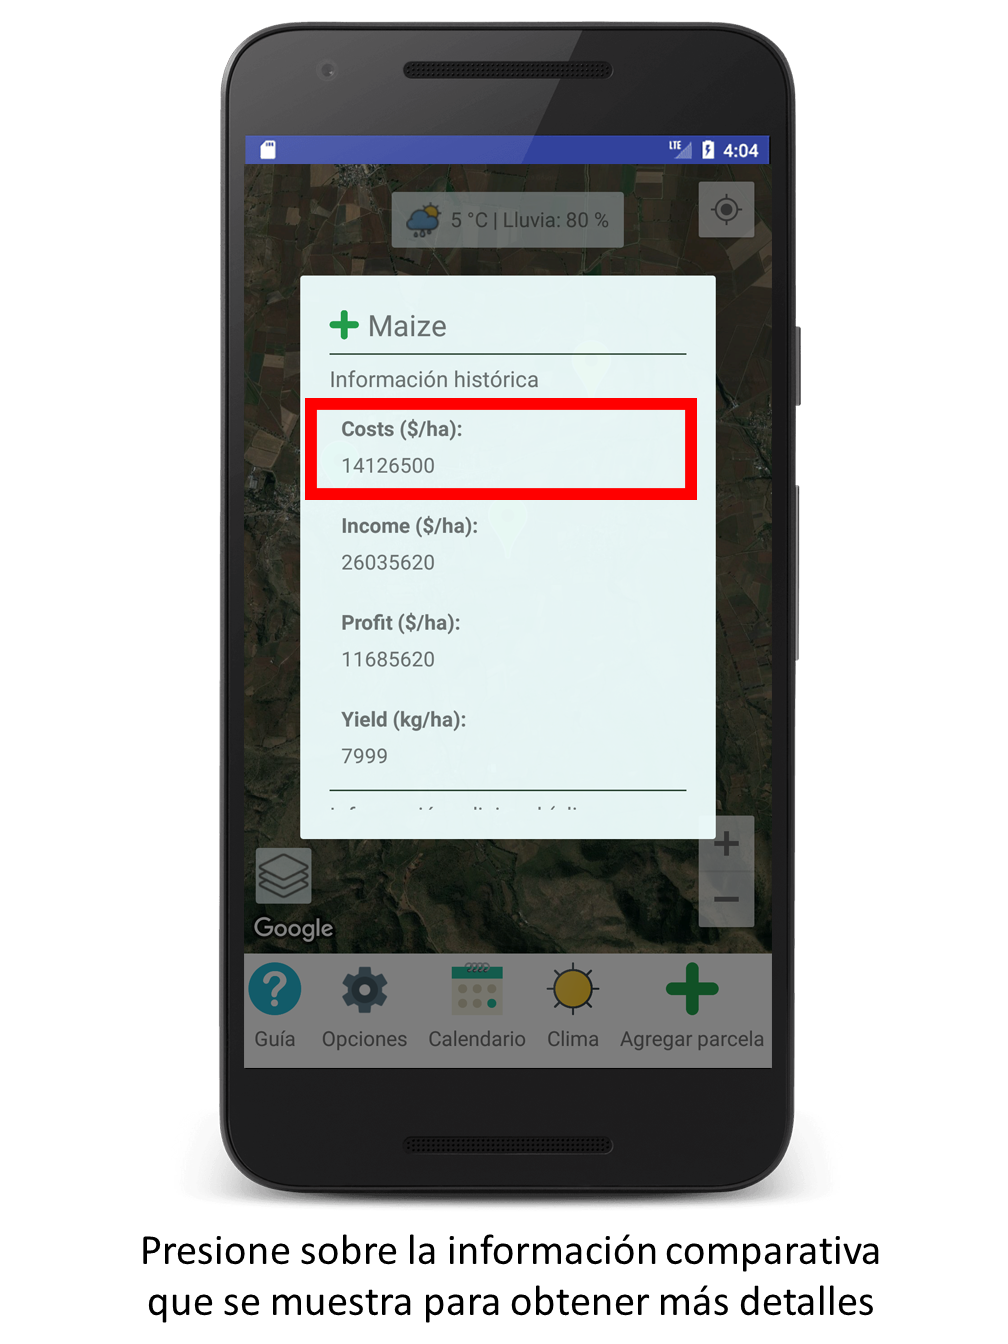 LTE 4:04
5 °C | Lluvia: 80 %
Maize
Información histórica
Costs ($/ha):
14126500
Income ($/ha):
26035620
Profit ($/ha):
11685620
Yield (kg/ha):
7999
Google
Guía Opciones Calendario Clima Agregar parcela
Presione sobre la información comparativa
que se muestra para obtener más detalles